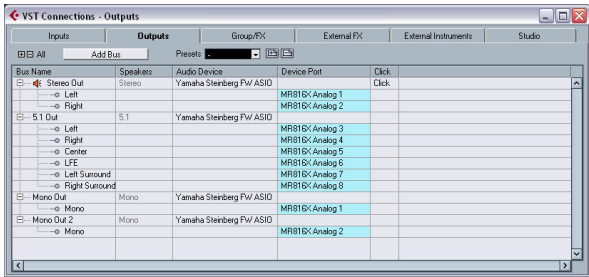 VST Connections - Outputs
Inputs Outputs Group/FX External FX External Instruments Studio
All Add Bus Presets -
Bus Name Speakers Audio Device Device Port Click
Stereo Out Stereo Yamaha Steinberg FW ASIO Click
Left MR816X Analog 1
Right MR816X Analog 2
5.1 Out 5.1 Yamaha Steinberg FW ASIO
Left MR816X Analog 3
Right MR816X Analog 4
Center MR816X Analog 5
LFE MR816X Analog 6
Left Surround MR816X Analog 7
Right Surround MR816X Analog 8
Mono Out Mono Yamaha Steinberg FW ASIO
Mono MR816X Analog 1
Mono Out 2 Mono Yamaha Steinberg FW ASIO
Mono MR816X Analog 2